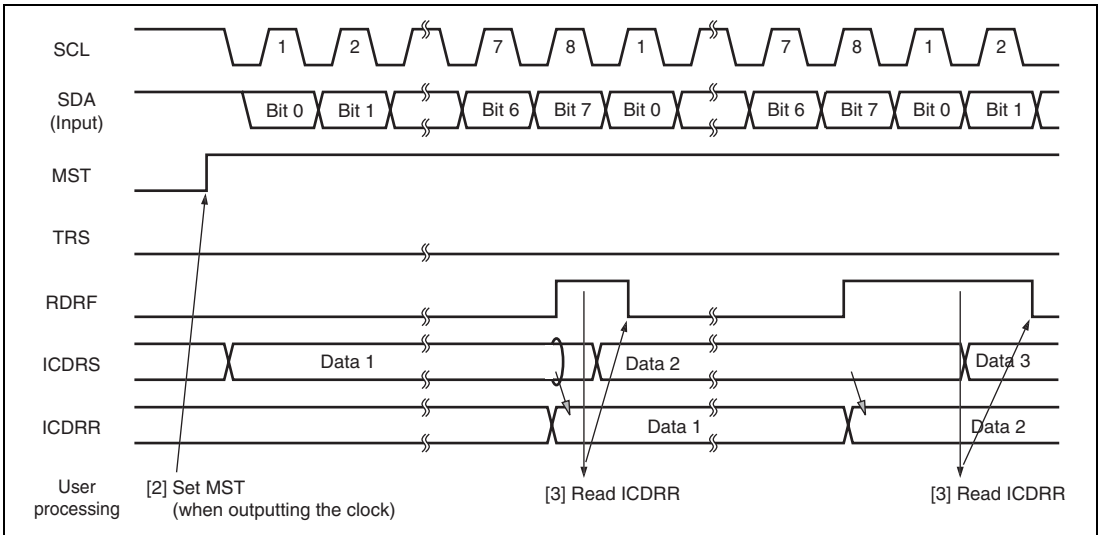 SCL 1 2 7 8 1 7 8 1 2
SDA
(Input)
Bit 0 Bit 1 Bit 6 Bit 7 Bit 0 Bit 6 Bit 7 Bit 0 Bit 1
MST
TRS
RDRF
ICDRS Data 1 Data 2 Data 3
ICDRR Data 1 Data 2
User
processing
[2] Set MST
(when outputting the clock)
[3] Read ICDRR
[3] Read ICDRR